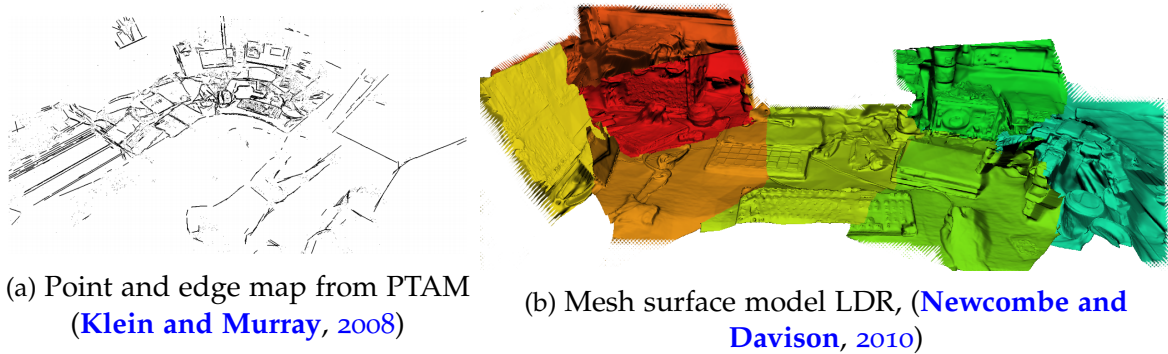 (a) Point and edge map from PTAM
(Klein and Murray, 2008)
(b) Mesh surface model LDR, (Newcombe and
Davison, 2010)